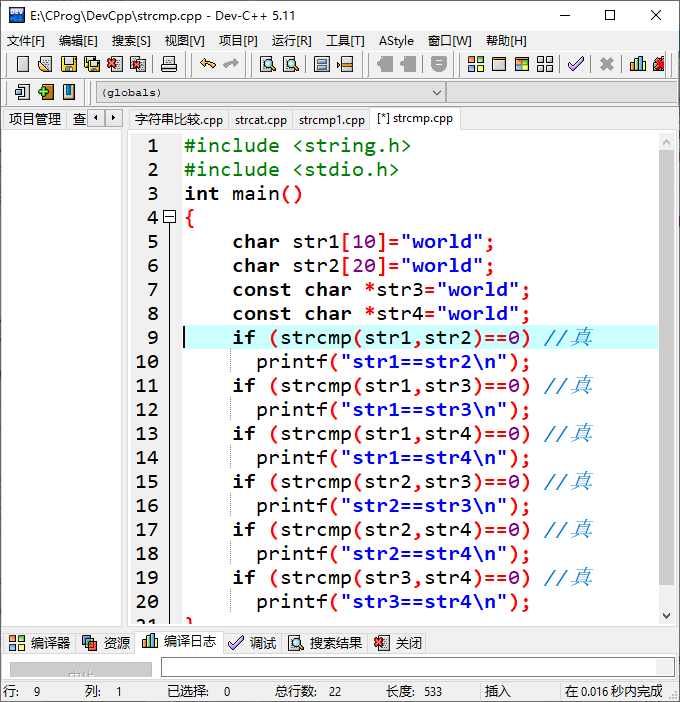 E:\CProg\DevCpp\strcmp.cpp - Dev-C++ 5.11
文件[F] 编辑[E] 搜索[S] 视图[V] 项目[P] 运行[R] 工具[T] AStyle 窗口[W] 帮助[H]
(globals)
项目管理 查 字符串比较.cpp strcat.cpp strcmp1.cpp [*] strcmp.cpp
1 #include <string.h>
2 #include <stdio.h>
3 int main()
4 {
5 char str1[10]="world";
6 char str2[20]="world";
7 const char *str3="world";
8 const char *str4="world";
9 if (strcmp(str1,str2)==0) //真
10 printf("str1==str2\n");
11 if (strcmp(str1,str3)==0) //真
12 printf("str1==str3\n");
13 if (strcmp(str1,str4)==0) //真
14 printf("str1==str4\n");
15 if (strcmp(str2,str3)==0) //真
16 printf("str2==str3\n");
17 if (strcmp(str2,str4)==0) //真
18 printf("str2==str4\n");
19 if (strcmp(str3,str4)==0) //真
20 printf("str3==str4\n");
21 }
编译器 资源 编译日志 调试 搜索结果 关闭
行: 9 列: 1 已选择: 0 总行数: 22 长度: 533 插入 在 0.016 秒内完成